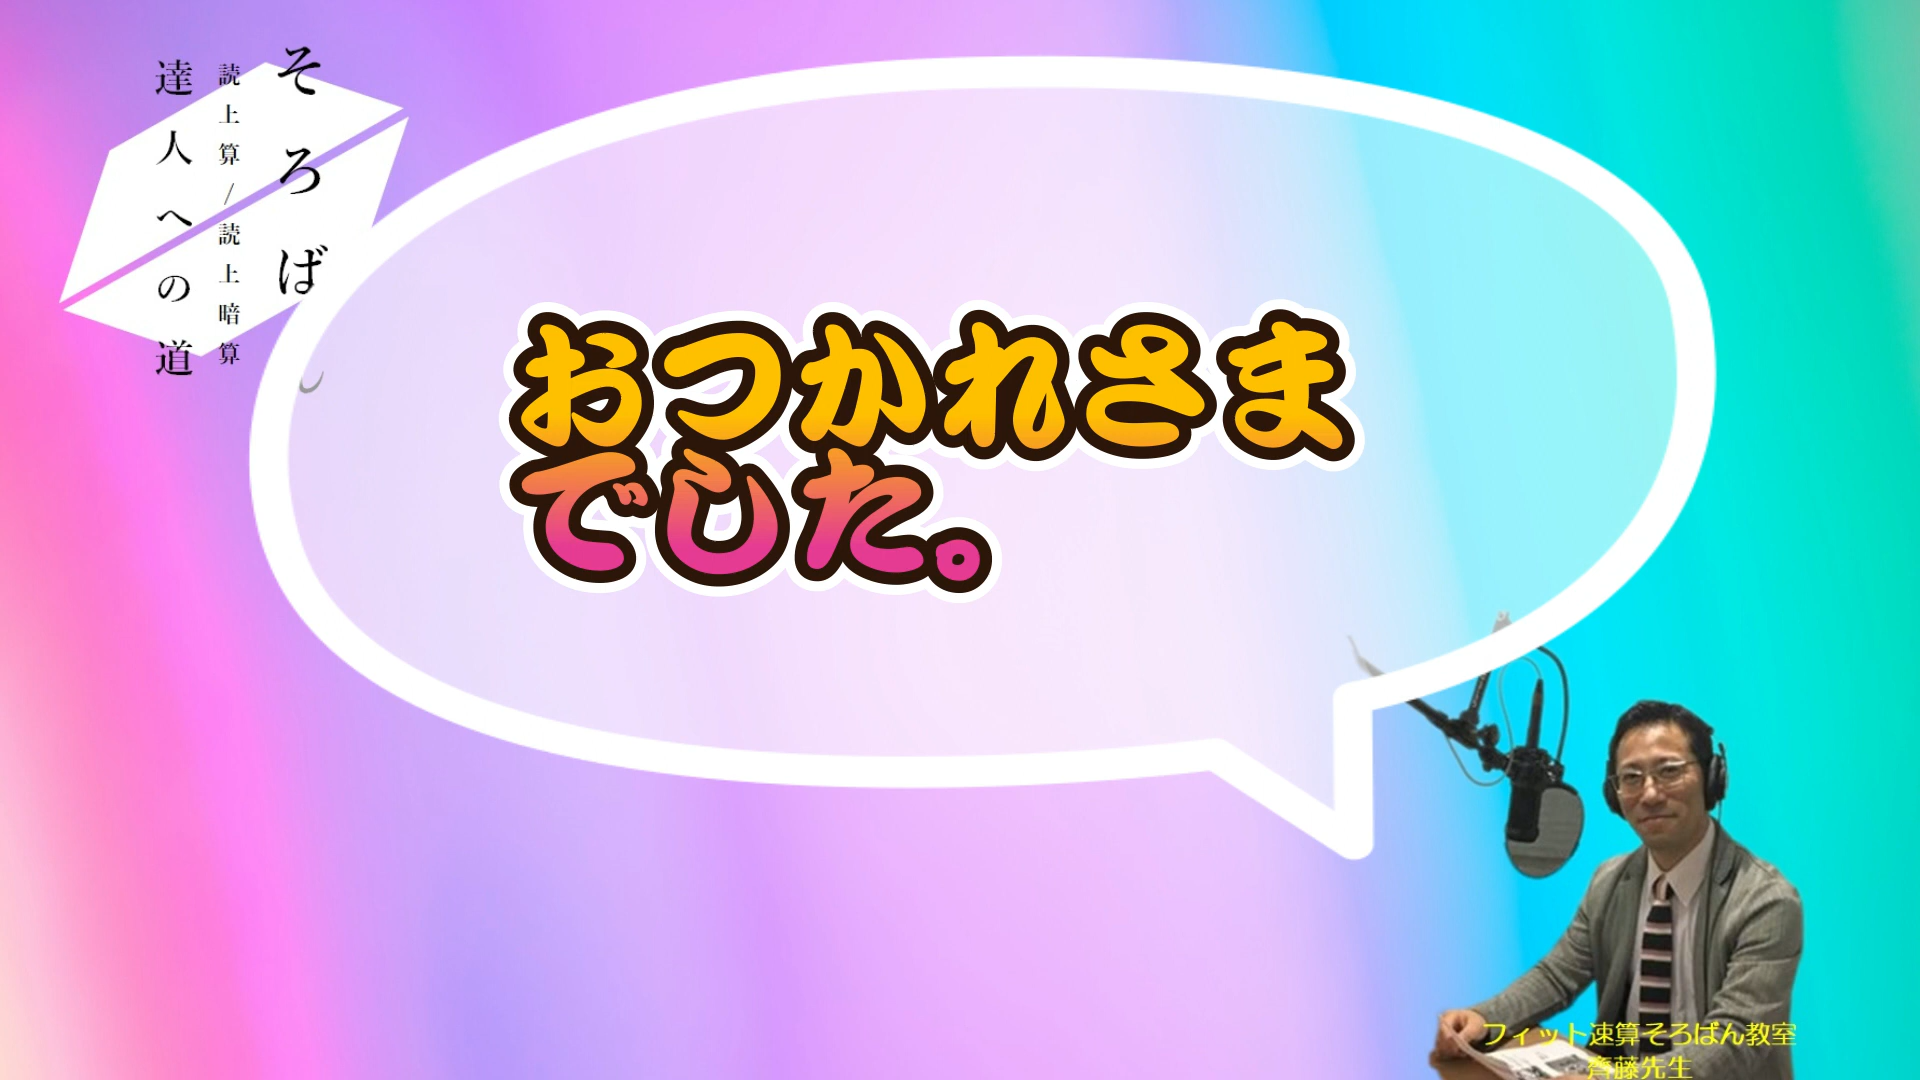 そろば
読上算/読上暗算
達人への道
おつかれさま
でした。
フィット速算そろばん教室
齊藤先生